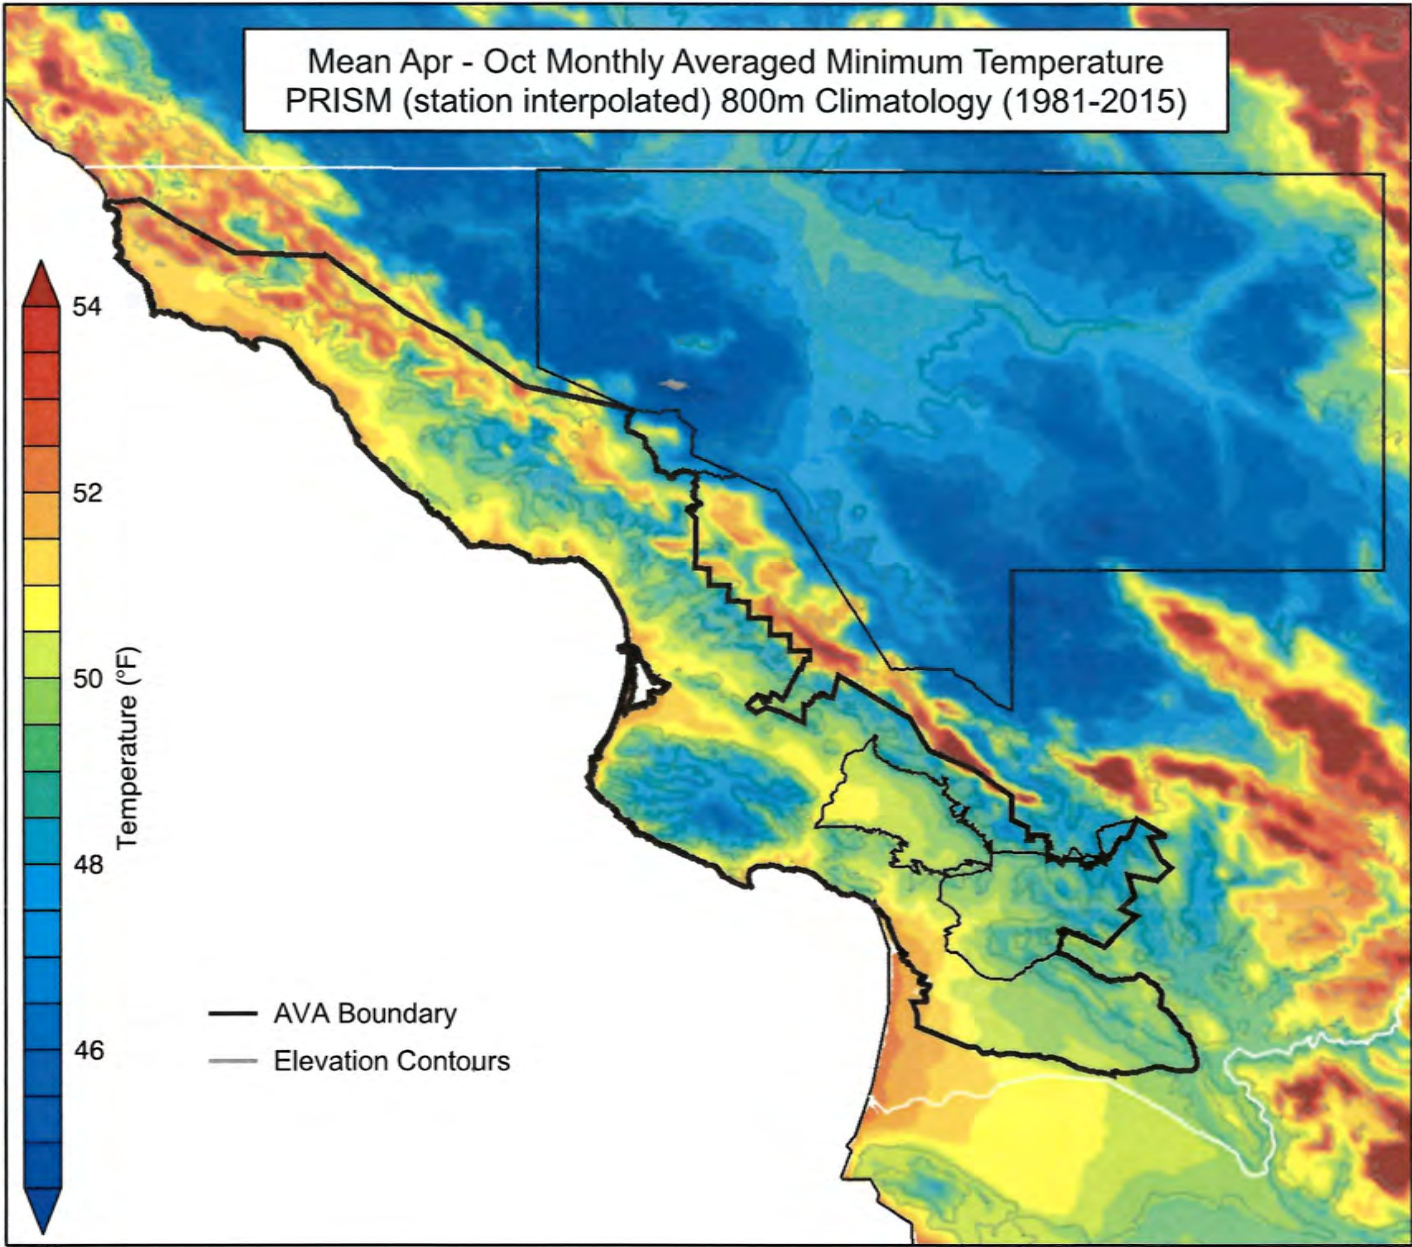 Mean Apr - Oct Monthly Averaged Minimum Temperature
PRISM (station interpolated) 800m Climatology (1981-2015)
54
52
50
48
46
Temperature (°F)
AVA Boundary
Elevation Contours